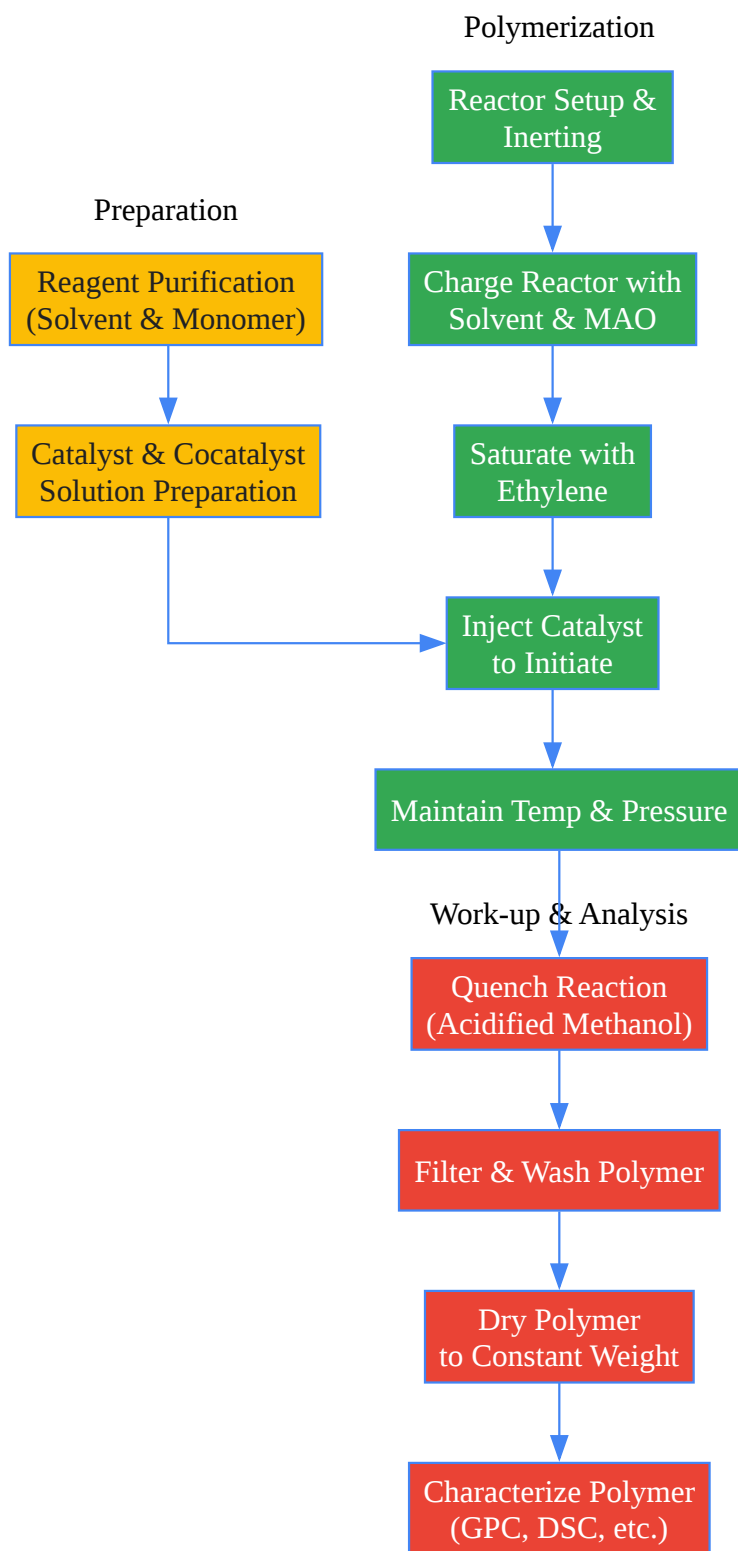 Polymerization
Reactor Setup &
Inerting
Preparation
Reagent Purification
(Solvent & Monomer)
Charge Reactor with
Solvent & MAO
Catalyst & Cocatalyst
Solution Preparation
Saturate with
Ethylene
Inject Catalyst
to Initiate
Maintain Temp & Pressure
Work-up & Analysis
Quench Reaction
(Acidified Methanol)
Filter & Wash Polymer
Dry Polymer
to Constant Weight
Characterize Polymer
(GPC, DSC, etc.)